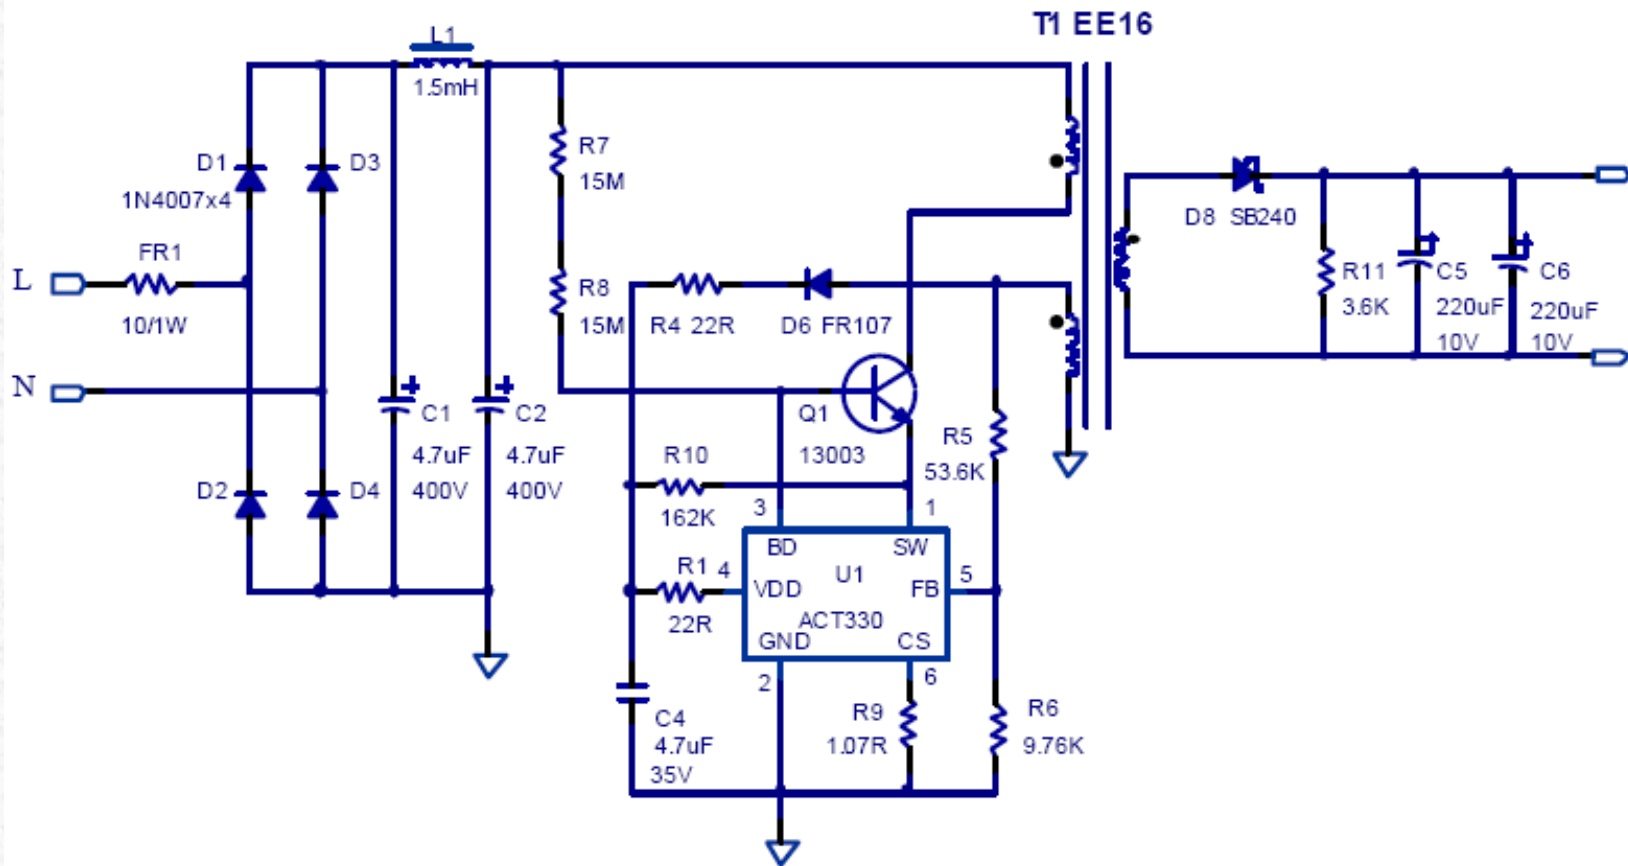 T1 EE16
L1
1.5mH
D1
D3
1N4007x4
R7
15M
D8 SB240
FR1
L
10/1W
R8
15M
R4 22R
D6 FR107
R11
3.6K
C5
220uF
10V
C6
220uF
10V
N
C1
4.7uF
400V
C2
4.7uF
400V
Q1
13003
R5
53.6K
D2
D4
R10
162K
3
1
BD
SW
R1
4
VDD
U1
FB
5
22R
ACT330
GND
CS
2
6
C4
4.7uF
35V
R9
1.07R
R6
9.76K